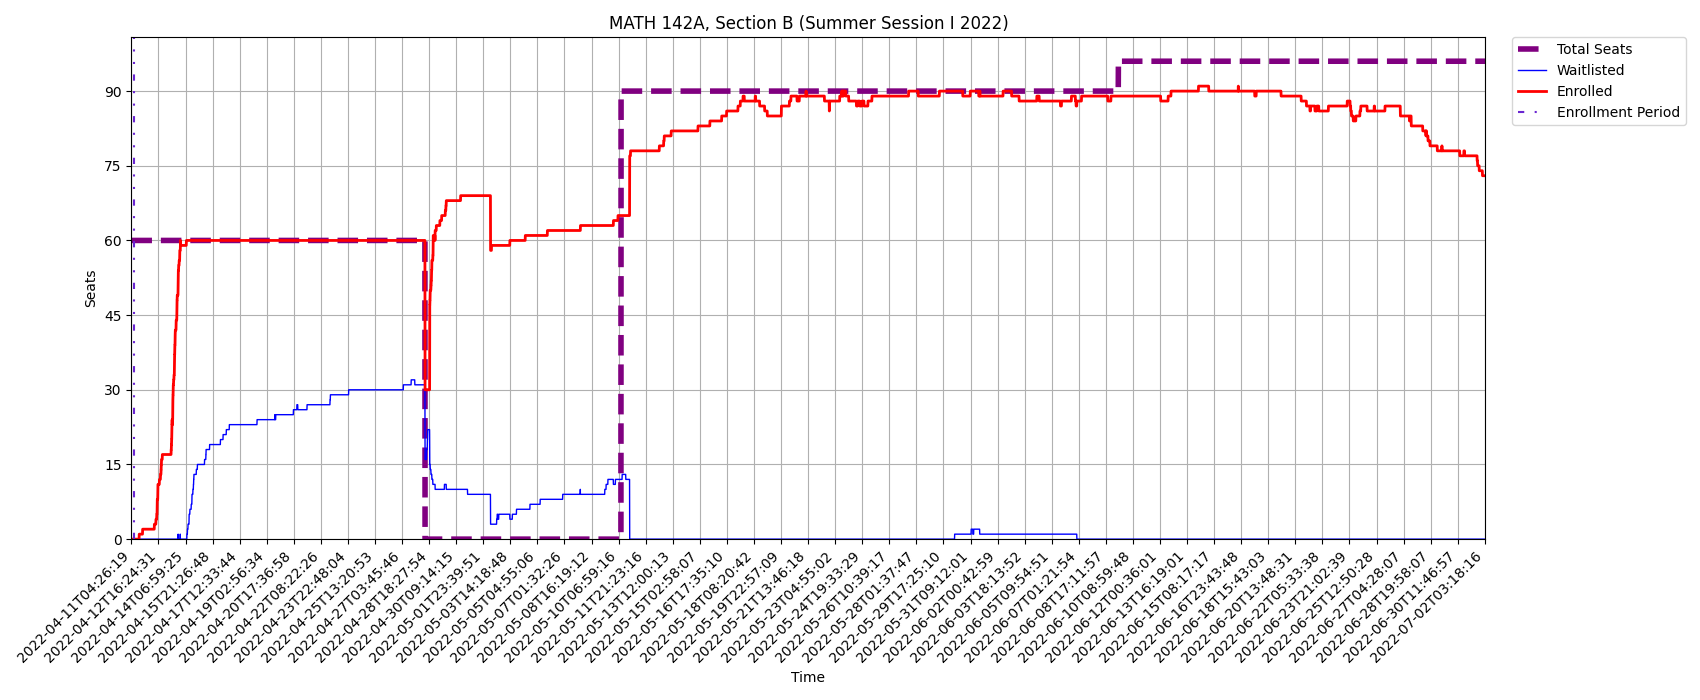 MATH 142A, Section B (Summer Session I 2022)
Total Seats
Waitlisted
Enrolled
Enrollment Period
Seats
90
75
60
45
30
15
0
2022-04-11T04:26:19
2022-04-12T16:24:31
2022-04-14T06:59:25
2022-04-15T21:26:48
2022-04-17T12:33:44
2022-04-19T02:56:34
2022-04-20T17:36:58
2022-04-22T08:22:26
2022-04-23T22:48:04
2022-04-25T13:20:53
2022-04-27T03:45:46
2022-04-28T18:27:54
2022-04-30T09:14:15
2022-05-01T23:39:51
2022-05-03T14:18:48
2022-05-05T04:55:06
2022-05-07T01:32:26
2022-05-08T16:19:12
2022-05-10T06:59:16
2022-05-11T21:23:16
2022-05-13T12:00:13
2022-05-15T02:58:07
2022-05-16T17:35:10
2022-05-18T08:20:42
2022-05-19T22:57:09
2022-05-21T13:46:18
2022-05-23T04:55:02
2022-05-24T19:33:29
2022-05-26T10:39:17
2022-05-28T01:37:47
2022-05-29T17:25:10
2022-05-31T09:12:01
2022-06-02T00:42:59
2022-06-03T18:13:52
2022-06-05T09:54:51
2022-06-07T01:21:54
2022-06-08T17:11:57
2022-06-10T08:59:48
2022-06-12T00:36:01
2022-06-13T16:19:01
2022-06-15T08:17:17
2022-06-16T23:43:48
2022-06-18T15:43:03
2022-06-20T13:48:31
2022-06-22T05:33:38
2022-06-23T21:02:39
2022-06-25T12:50:28
2022-06-27T04:28:07
2022-06-28T19:58:07
2022-06-30T11:46:57
2022-07-02T03:18:16
Time